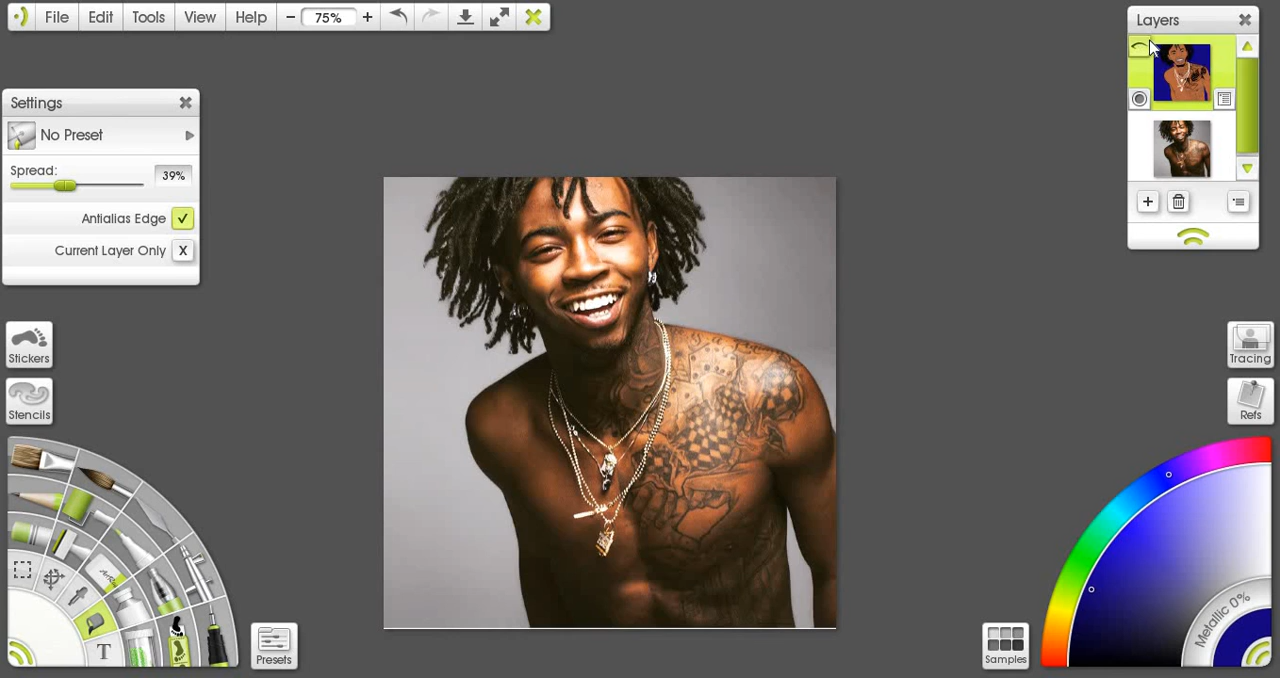 File Edit Tools View Help − 75% +
Layers
Settings
No Preset
Spread: 39%
Antialias Edge
Current Layer Only X
Stickers
Stencils
Tracing
Refs
T
Presets
Samples
Metallic 0%